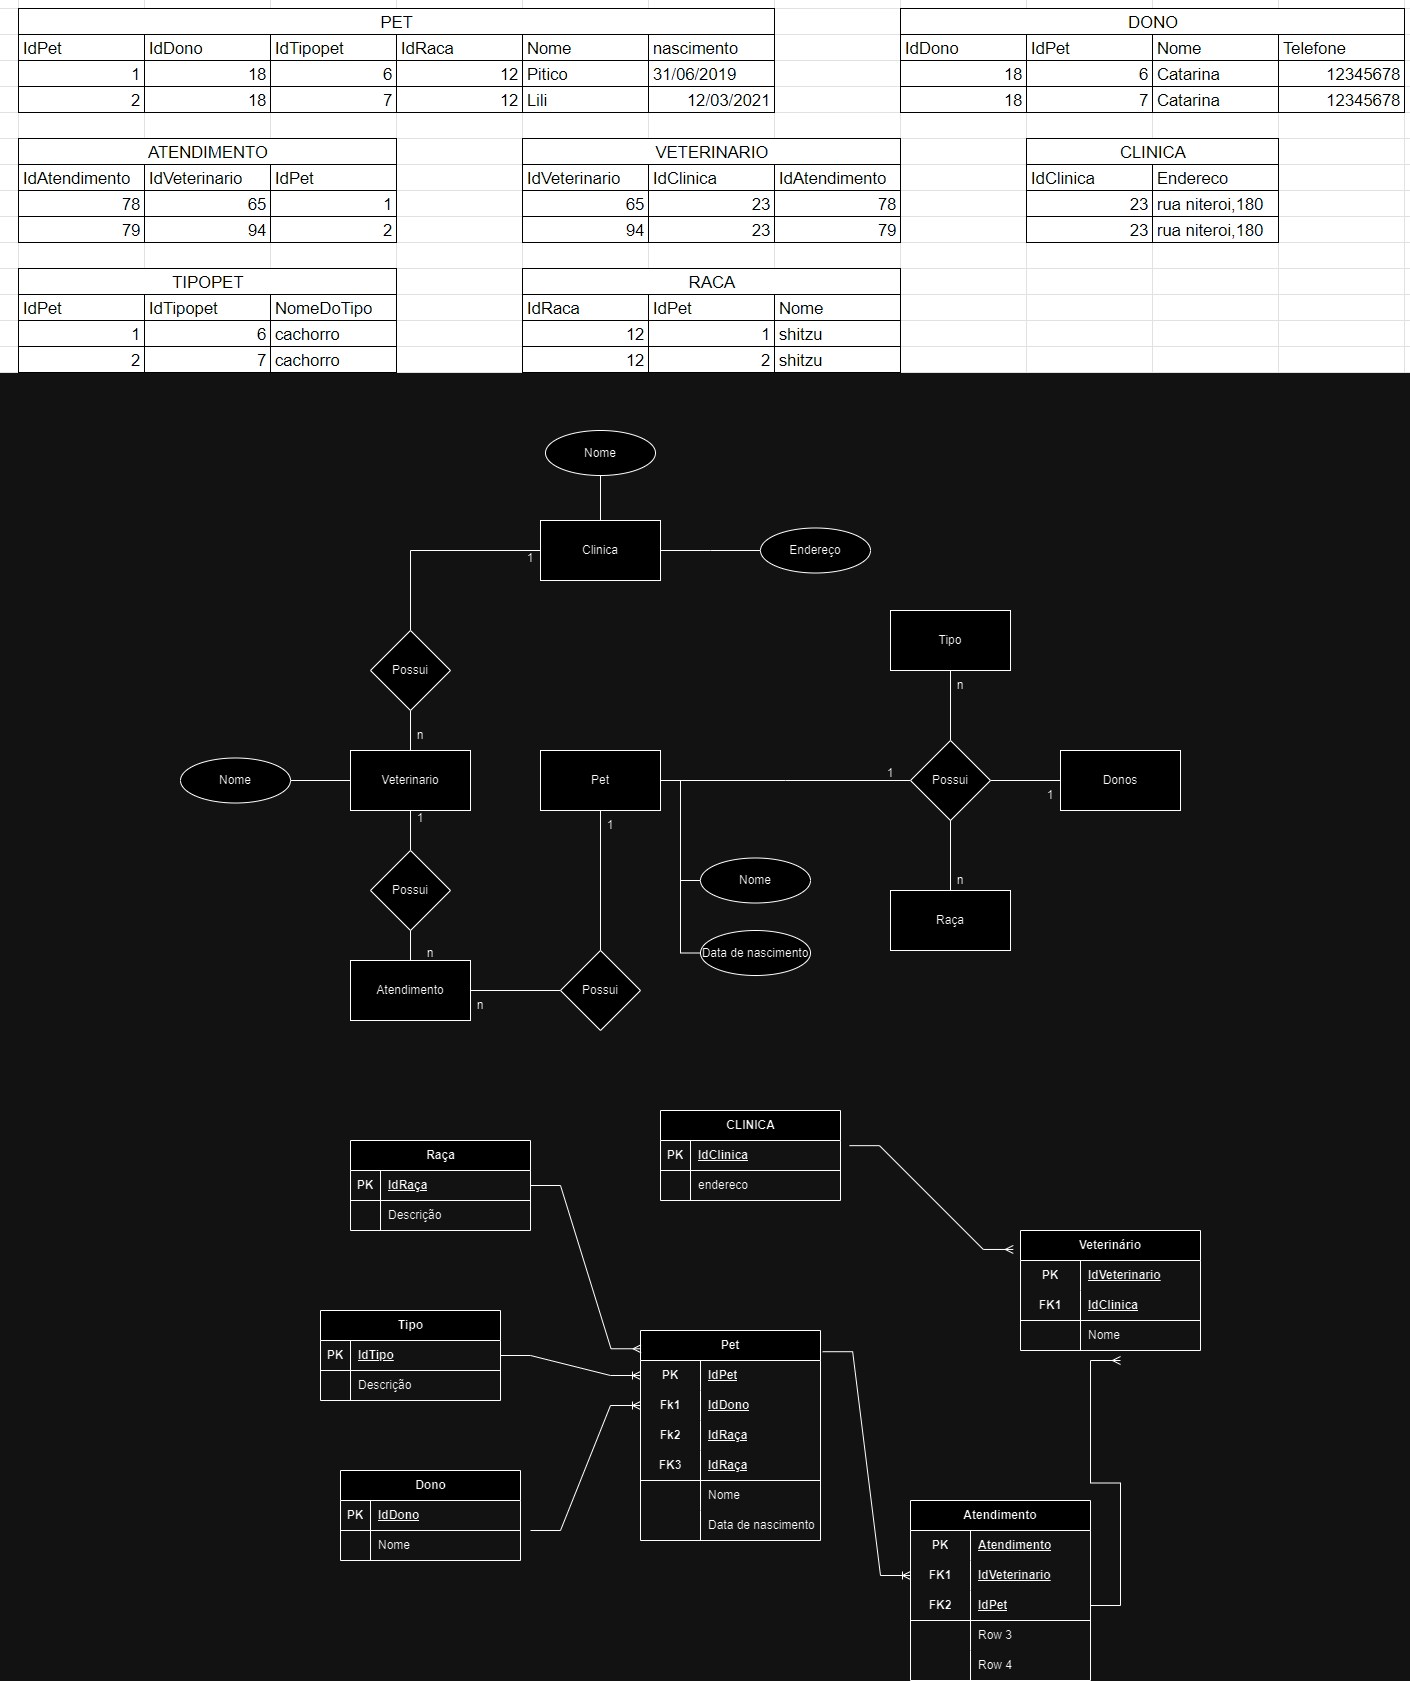 PET DONO
IdPet IdDono IdTipopet IdRaca Nome nascimento IdDono IdPet Nome Telefone
1 18 6 12 Pitico 31/06/2019 18 6 Catarina 12345678
2 18 7 12 Lili 12/03/2021 18 7 Catarina 12345678
ATENDIMENTO VETERINARIO CLINICA
IdAtendimento IdVeterinario IdPet IdVeterinario IdClinica IdAtendimento IdClinica Endereco
78 65 1 65 23 78 23 rua niteroi,180
79 94 2 94 23 79 23 rua niteroi,180
TIPOPET RACA
IdPet IdTipopet NomeDoTipo IdRaca IdPet Nome
1 6 cachorro 12 1 shitzu
2 7 cachorro 12 2 shitzu
Nome
Clinica
Endereço
1
Tipo
Possui
n
n
Nome
Veterinario
Pet
1
Possui
Donos
1
1
1
Nome
n
Possui
Raça
n
Data de nascimento
Atendimento
n
Possui
CLINICA
PK IdClinica
endereco
Raça
PK IdRaça
Descrição
Veterinário
PK IdVeterinario
FK1 IdClinica
Nome
Tipo
PK IdTipo
Descrição
Pet
PK IdPet
Fk1 IdDono
Fk2 IdRaça
FK3 IdRaça
Nome
Data de nascimento
Dono
PK IdDono
Nome
Atendimento
PK Atendimento
FK1 IdVeterinario
FK2 IdPet
Row 3
Row 4